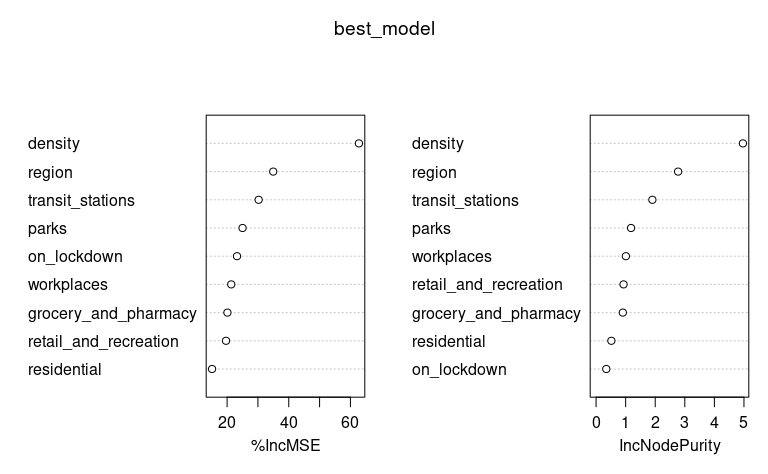 best_model
density
region
transit_stations
parks
on_lockdown
workplaces
grocery_and_pharmacy
retail_and_recreation
residential
20 40 60
%IncMSE
density
region
transit_stations
parks
workplaces
retail_and_recreation
grocery_and_pharmacy
residential
on_lockdown
0 1 2 3 4 5
IncNodePurity